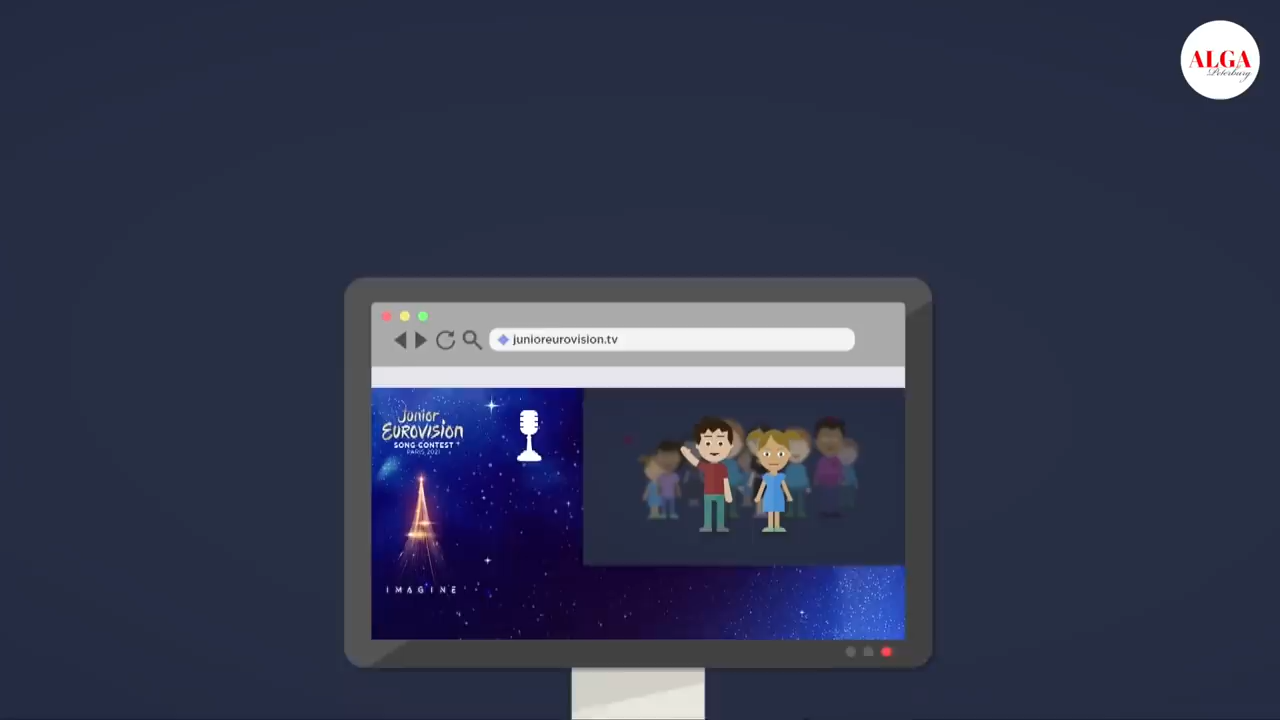 ALGA
Peterburg
junioreurovision.tv
Junior
EUROVISION
SONG CONTEST
PARIS 2021
IMAGINE